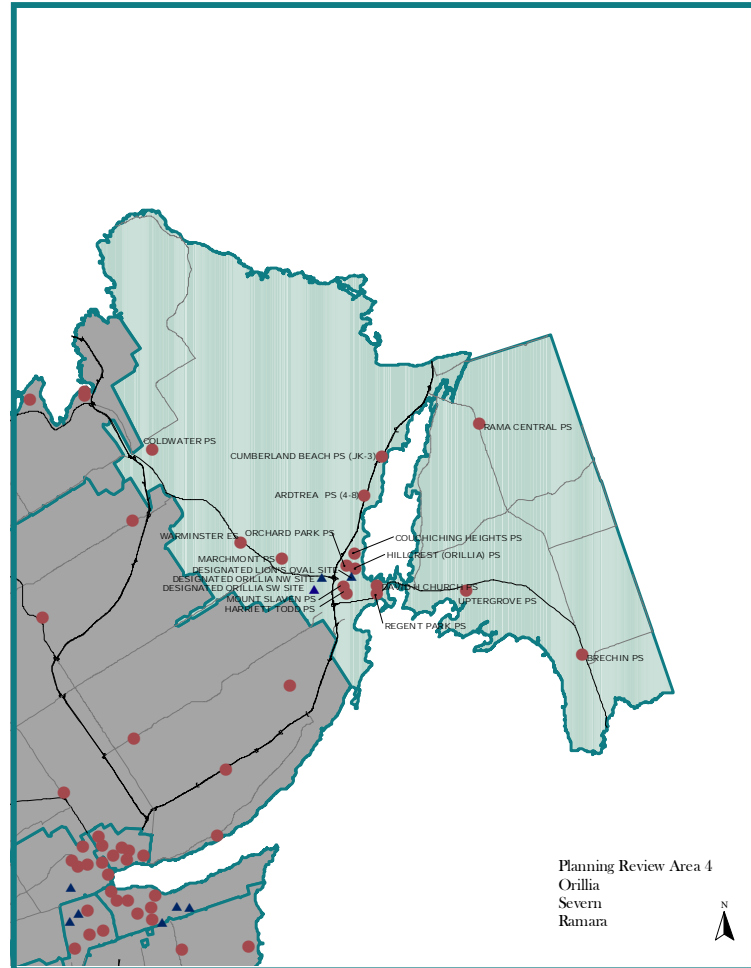 COLDWATER PS
RAMA CENTRAL PS
CUMBERLAND BEACH PS (JK-3)
ARDTREA PS (4-8)
WARMINSTER ES
ORCHARD PARK PS
COUCHICHING HEIGHTS PS
MARCHMONT PS
HILLCREST (ORILLIA) PS
DESIGNATED LION'S OVAL SITE
DESIGNATED ORILLIA NW SITE
DESIGNATED ORILLIA SW SITE
DAVID H CHURCH PS
MOUNT SLAVEN PS
UPTERGROVE PS
HARRIETT TODD PS
REGENT PARK PS
BRECHIN PS
Planning Review Area 4
Orillia
Severn
Ramara
N